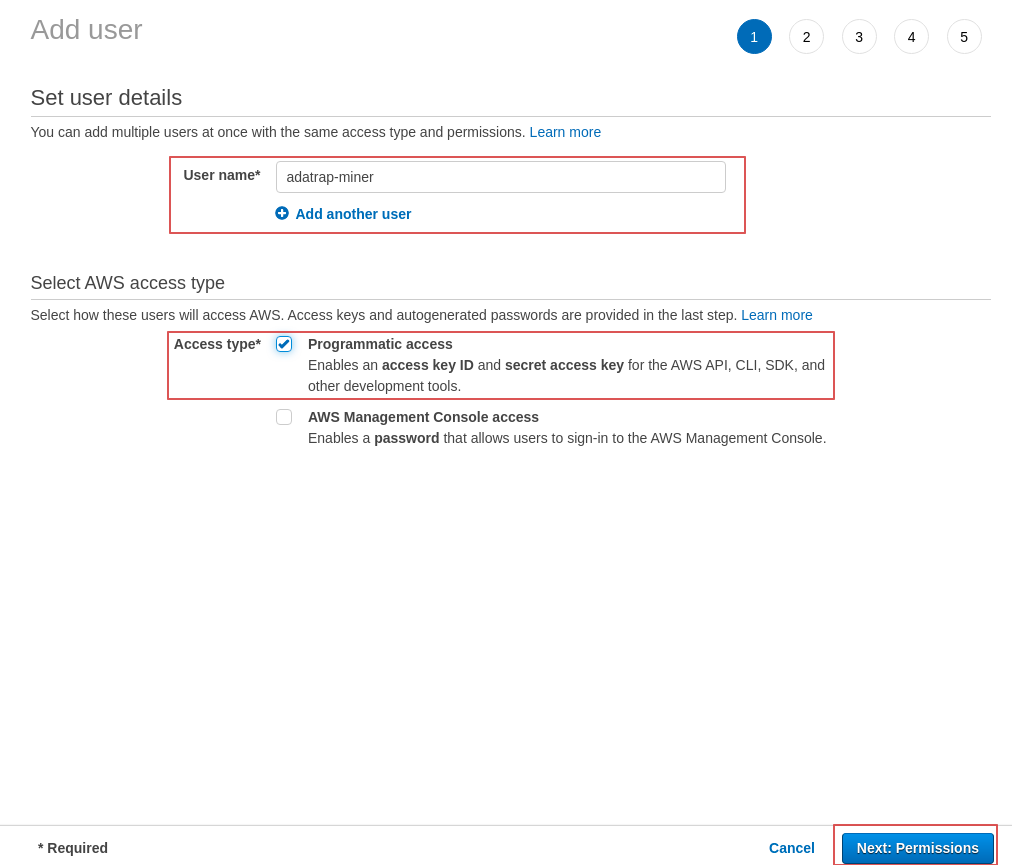 Add user
1 2 3 4 5
Set user details
You can add multiple users at once with the same access type and permissions. Learn more
User name* adatrap-miner
Add another user
Select AWS access type
Select how these users will access AWS. Access keys and autogenerated passwords are provided in the last step. Learn more
Access type* Programmatic access
Enables an access key ID and secret access key for the AWS API, CLI, SDK, and
other development tools.
AWS Management Console access
Enables a password that allows users to sign-in to the AWS Management Console.
* Required Cancel Next: Permissions